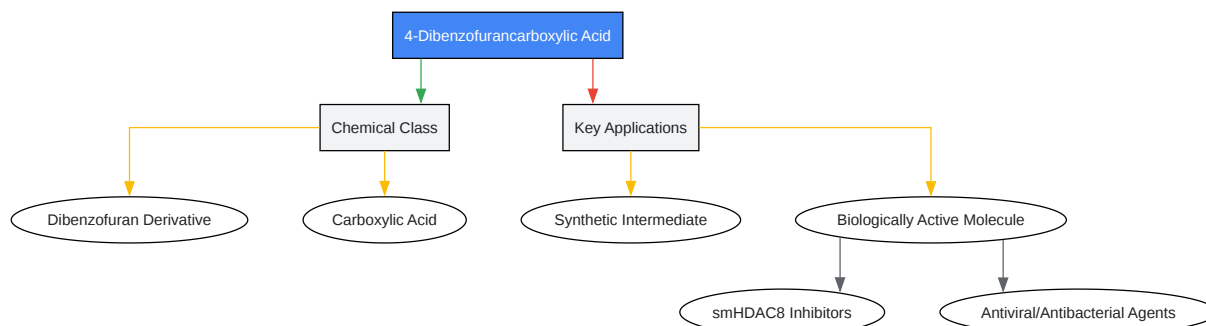 4-Dibenzofurancarboxylic Acid
Chemical Class
Key Applications
Dibenzofuran Derivative
Carboxylic Acid
Synthetic Intermediate
Biologically Active Molecule
smHDAC8 Inhibitors
Antiviral/Antibacterial Agents